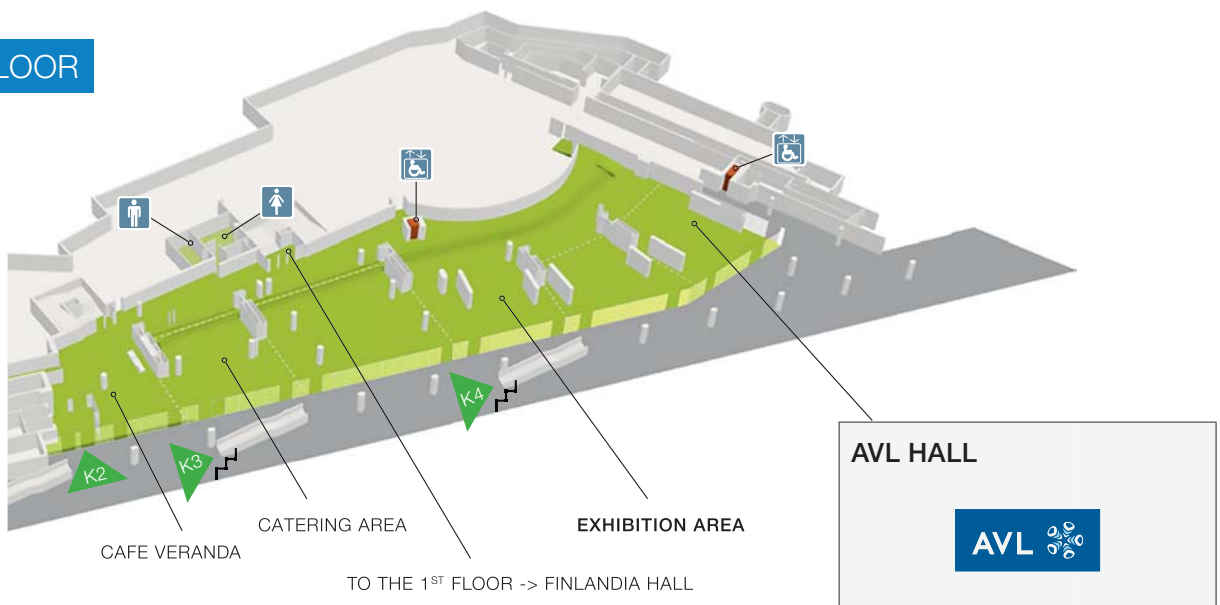 LOOR
K4
K3
K2
AVL HALL
AVL
CATERING AREA
EXHIBITION AREA
CAFE VERANDA
TO THE 1ST FLOOR -> FINLANDIA HALL